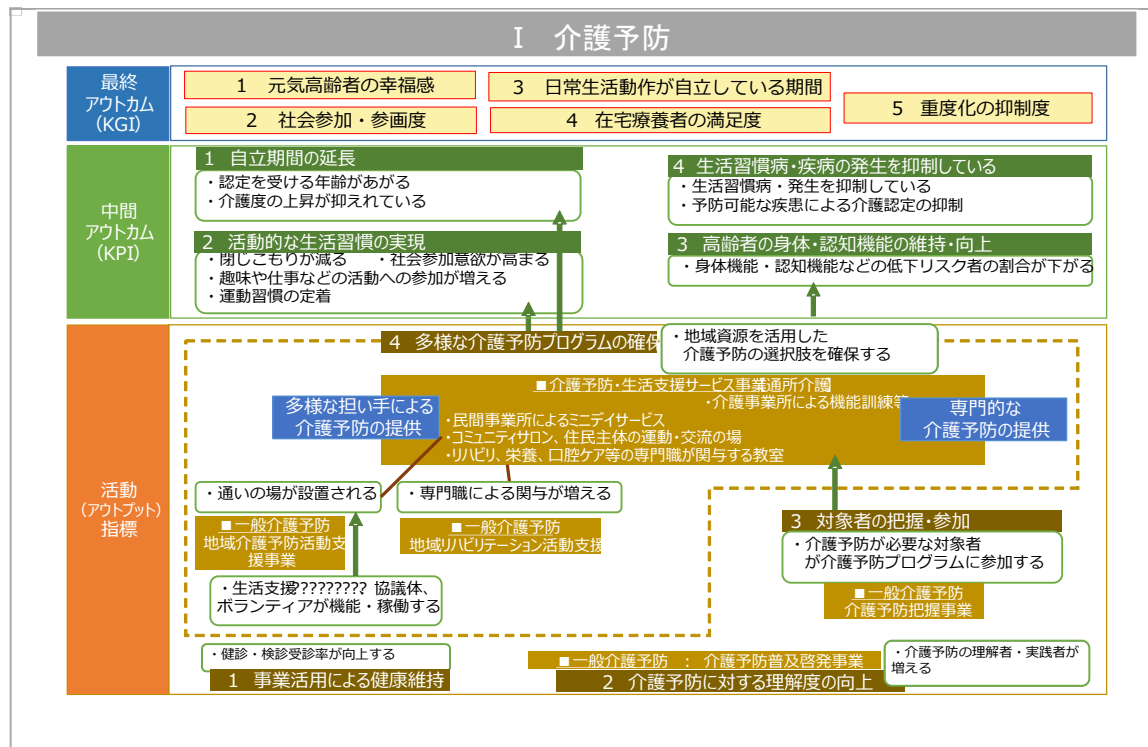 Ⅰ 介護予防
最終
アウトカム
(KGI)
1 元気高齢者の幸福感
3 日常生活動作が自立している期間
5 重度化の抑制度
2 社会参加・参画度
4 在宅療養者の満足度
中間
アウトカム
(KPI)
1 自立期間の延長
・認定を受ける年齢があがる
・介護度の上昇が抑えれている
4 生活習慣病・疾病の発生を抑制している
・生活習慣病・発生を抑制している
・予防可能な疾患による介護認定の抑制
2 活動的な生活習慣の実現
・閉じこもりが減る ・社会参加意欲が高まる
・趣味や仕事などの活動への参加が増える
・運動習慣の定着
3 高齢者の身体・認知機能の維持・向上
・身体機能・認知機能などの低下リスク者の割合が下がる
活動
(アウトプット)
指標
4 多様な介護予防プログラムの確保
・地域資源を活用した
介護予防の選択肢を確保する
■介護予防・生活支援サービス事業通所介護
・介護事業所による機能訓練等
多様な担い手による
介護予防の提供
・民間事業所によるミニデイサービス
・コミュニティサロン、住民主体の運動・交流の場
・リハビリ、栄養、口腔ケア等の専門職が関与する教室
専門的な
介護予防の提供
・通いの場が設置される
・専門職による関与が増える
■一般介護予防
地域介護予防活動支
援事業
■一般介護予防
地域リハビリテーション活動支援
3 対象者の把握・参加
・介護予防が必要な対象者
が介護予防プログラムに参加する
・生活支援????????? 協議体、
ボランティアが機能・稼働する
■一般介護予防
介護予防把握事業
・健診・検診受診率が向上する
1 事業活用による健康維持
■一般介護予防 : 介護予防普及啓発事業
2 介護予防に対する理解度の向上
・介護予防の理解者・実践者が
増える